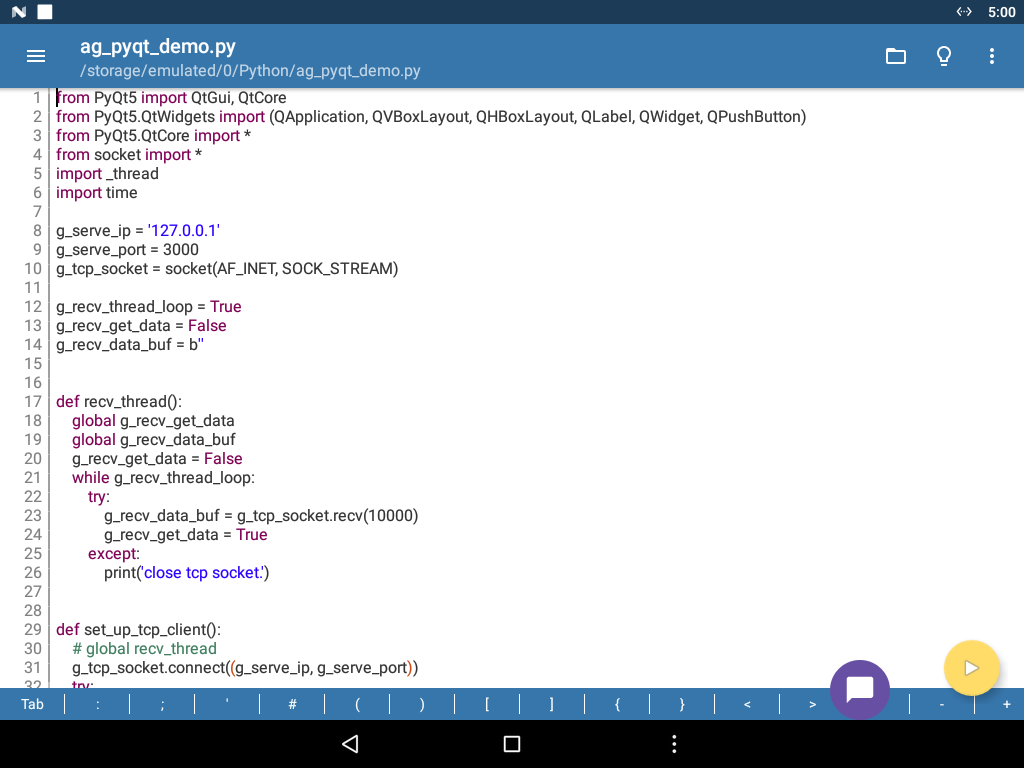 5:00
ag_pyqt_demo.py
/storage/emulated/0/Python/ag_pyqt_demo.py
1 from PyQt5 import QtGui, QtCore
2 from PyQt5.QtWidgets import (QApplication, QVBoxLayout, QHBoxLayout, QLabel, QWidget, QPushButton)
3 from PyQt5.QtCore import *
4 from socket import *
5 import _thread
6 import time
7
8 g_serve_ip = '127.0.0.1'
9 g_serve_port = 3000
10 g_tcp_socket = socket(AF_INET, SOCK_STREAM)
11
12 g_recv_thread_loop = True
13 g_recv_get_data = False
14 g_recv_data_buf = b''
15
16
17 def recv_thread():
18 global g_recv_get_data
19 global g_recv_data_buf
20 g_recv_get_data = False
21 while g_recv_thread_loop:
22 try:
23 g_recv_data_buf = g_tcp_socket.recv(10000)
24 g_recv_get_data = True
25 except:
26 print('close tcp socket.')
27
28
29 def set_up_tcp_client():
30 # global recv_thread
31 g_tcp_socket.connect((g_serve_ip, g_serve_port))
32 try:
Tab : ; ' # ( ) [ ] { } < > - +